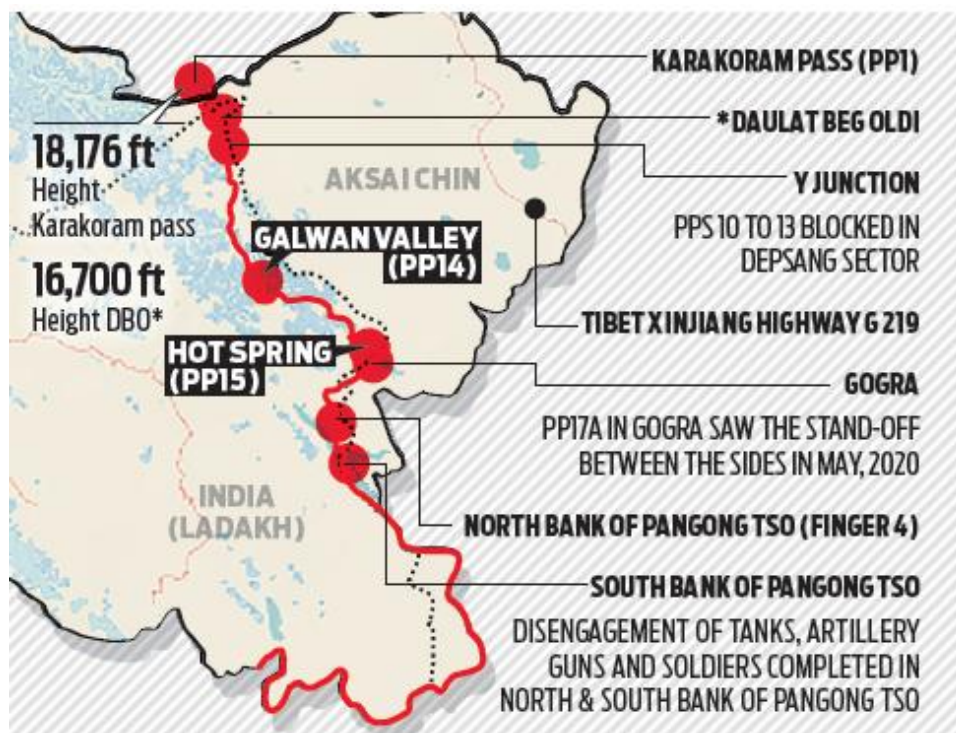 KARAKORAM PASS (PP1)
*DAULAT BEG OLDI
18,176 ft
Height
Karakoram pass
AKSAI CHIN
Y JUNCTION
PPS 10 TO 13 BLOCKED IN
DEPSANG SECTOR
GALWAN VALLEY
(PP14)
16,700 ft
Height DBO*
TIBET XINJIANG HIGHWAY G 219
HOT SPRING
(PP15)
GOGRA
PP17A IN GOGRA SAW THE STAND-OFF
BETWEEN THE SIDES IN MAY, 2020
INDIA
(LADAKH)
NORTH BANK OF PANGONG TSO (FINGER 4)
SOUTH BANK OF PANGONG TSO
DISENGAGEMENT OF TANKS, ARTILLERY
GUNS AND SOLDIERS COMPLETED IN
NORTH & SOUTH BANK OF PANGONG TSO